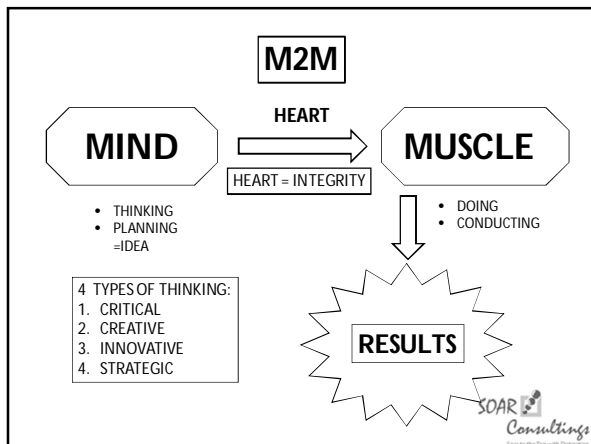 M2M
HEART
MIND
MUSCLE
HEART = INTEGRITY
• THINKING
• PLANNING
=IDEA
• DOING
• CONDUCTING
4 TYPES OF THINKING:
1. CRITICAL
2. CREATIVE
3. INNOVATIVE
4. STRATEGIC
RESULTS
SOAR
Consultings